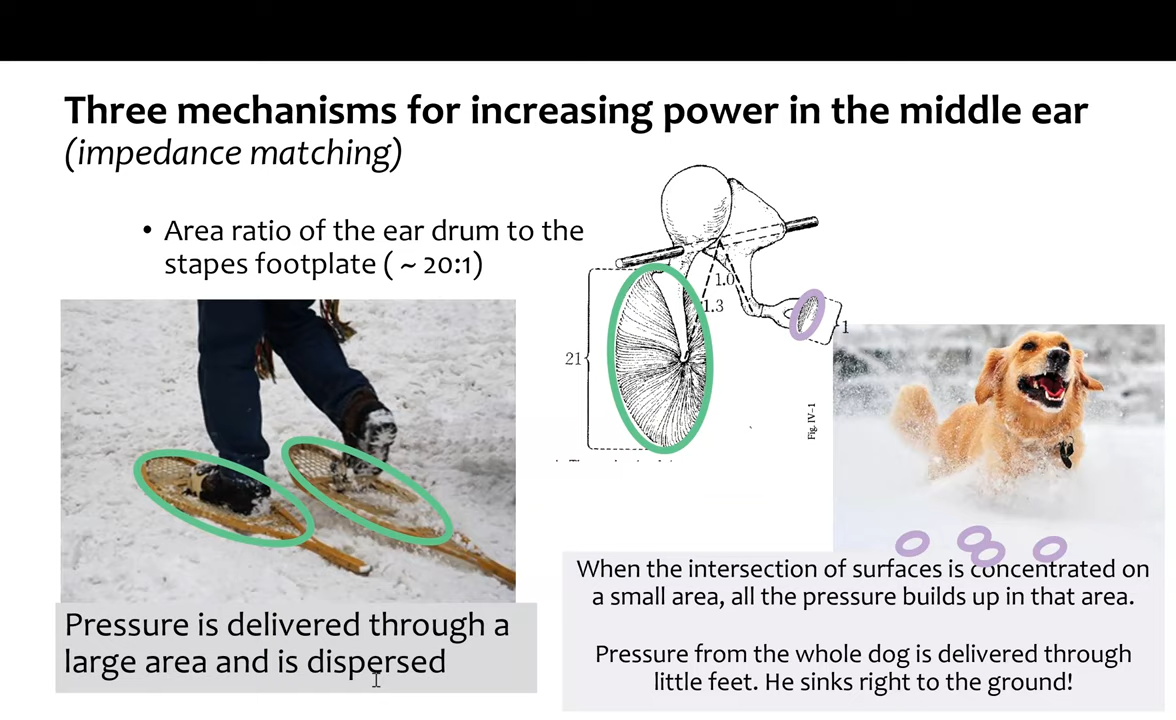 Three mechanisms for increasing power in the middle ear
(impedance matching)
• Area ratio of the ear drum to the
stapes footplate ( ~ 20:1)
1.0
1.3
1
21
Fig. IV-1
Pressure is delivered through a
large area and is dispersed
When the intersection of surfaces is concentrated on
a small area, all the pressure builds up in that area.
Pressure from the whole dog is delivered through
little feet. He sinks right to the ground!